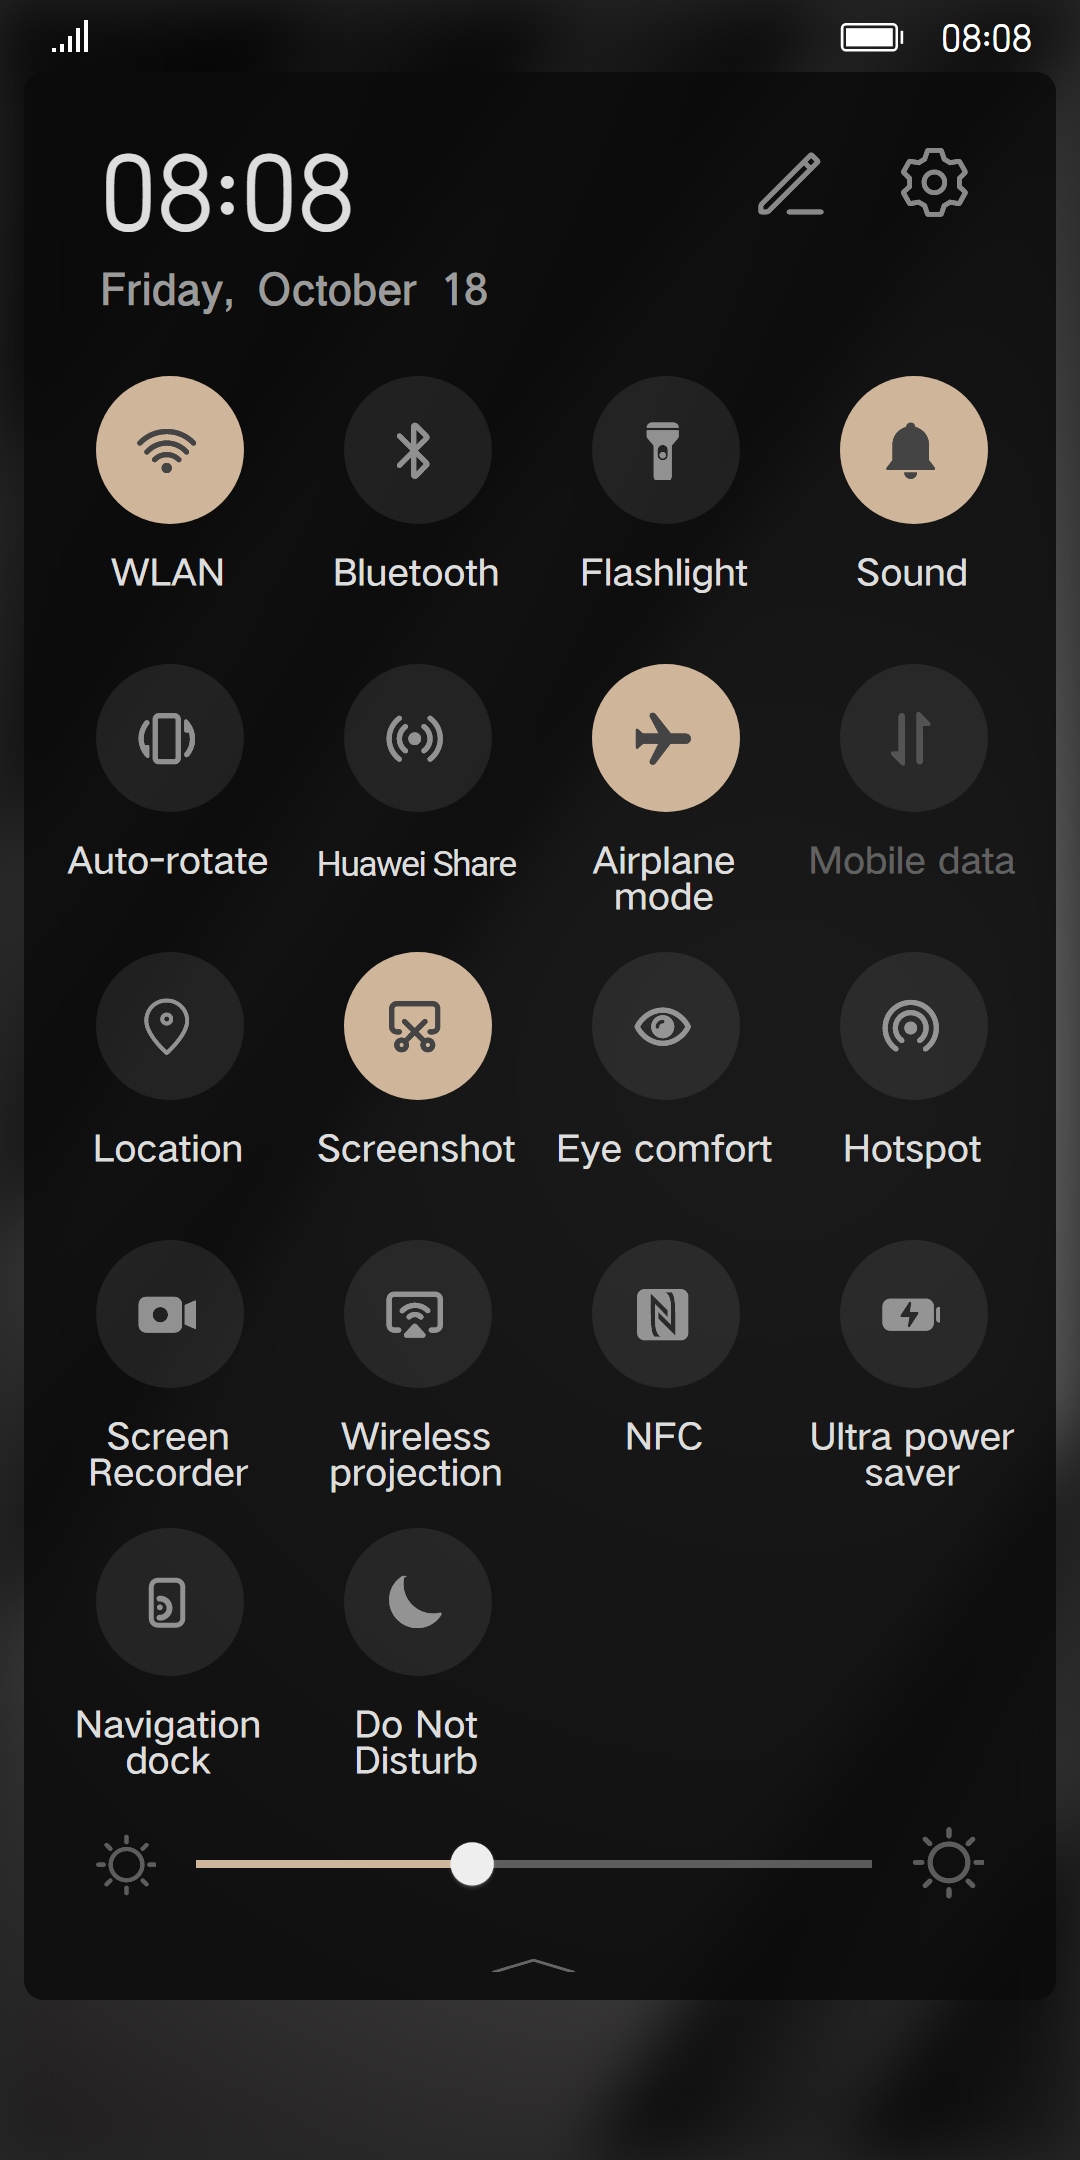 08:08
08:08
Friday, October 18
WLAN Bluetooth Flashlight Sound
Auto-rotate Huawei Share Airplane mode Mobile data
Location Screenshot Eye comfort Hotspot
Screen Recorder Wireless projection NFC Ultra power saver
Navigation dock Do Not Disturb